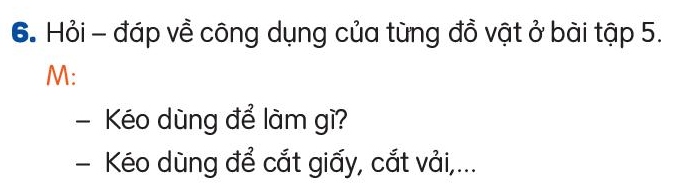 6. Hỏi – đáp về công dụng của từng đồ vật ở bài tập 5.
M:
– Kéo dùng để làm gì?
– Kéo dùng để cắt giấy, cắt vải,...